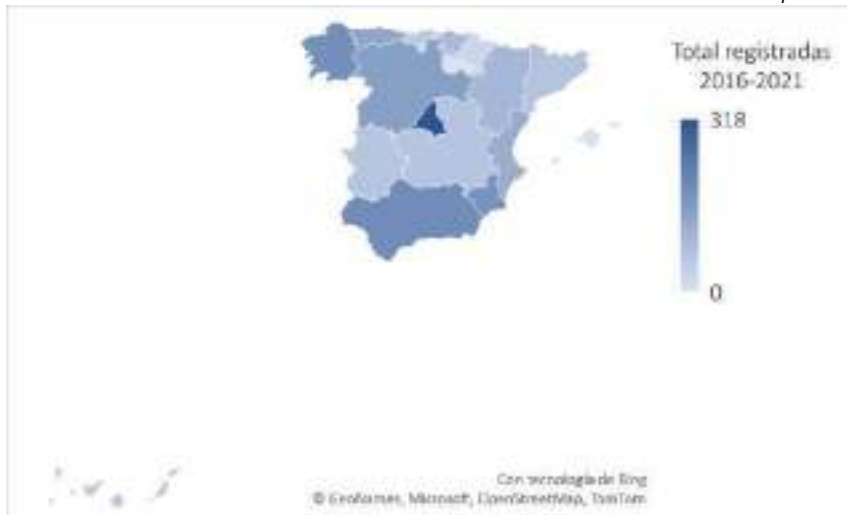 Total registradas
2016-2021
318
0
Con tecnología de Bing
© GeoNames, Microsoft, OpenStreetMap, TomTom